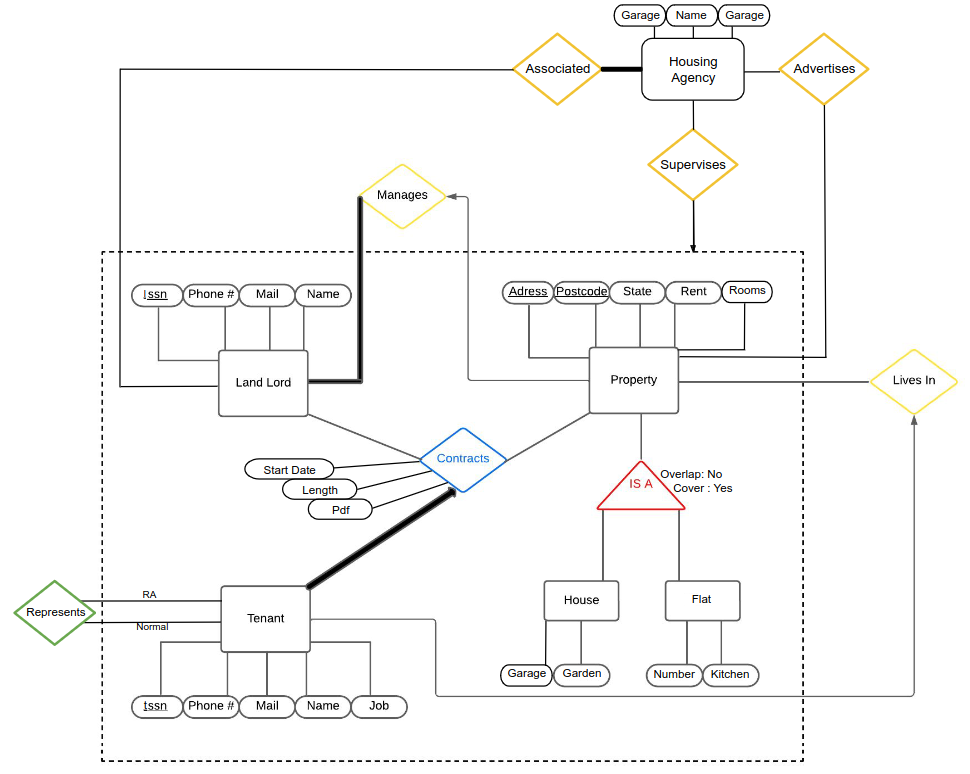 Garage Name Garage
Housing
Agency
Associated
Advertises
Supervises
Manages
lssn Phone # Mail Name
Adress Postcode State Rent Rooms
Land Lord
Property
Lives In
Contracts
Start Date
Length
Pdf
IS A
Overlap: No
Cover : Yes
RA
Represents
Normal
Tenant
House
Flat
Garage Garden
Number Kitchen
tssn Phone # Mail Name Job